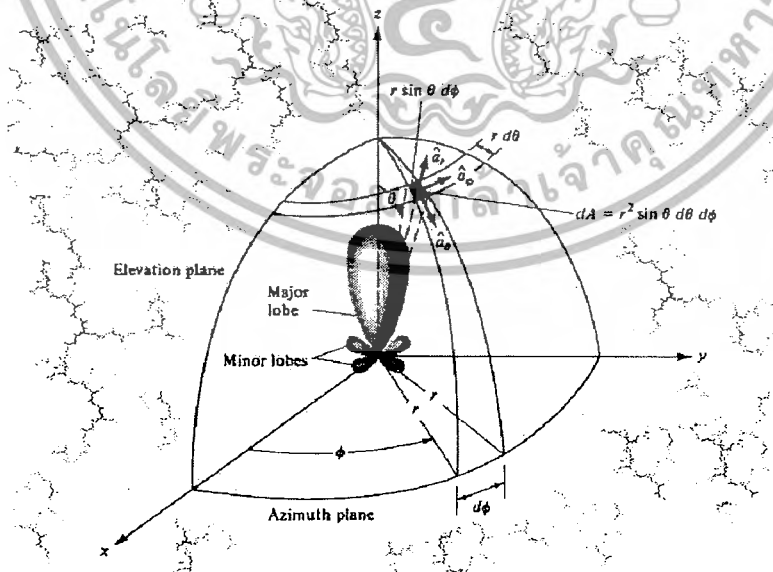 z
r sin θ dϕ
r dθ
â_r
â_ϕ
θ
â_θ
dA = r² sin θ dθ dϕ
Elevation plane
Major
lobe
Minor lobes
y
r
r
ϕ
Azimuth plane
dϕ
x